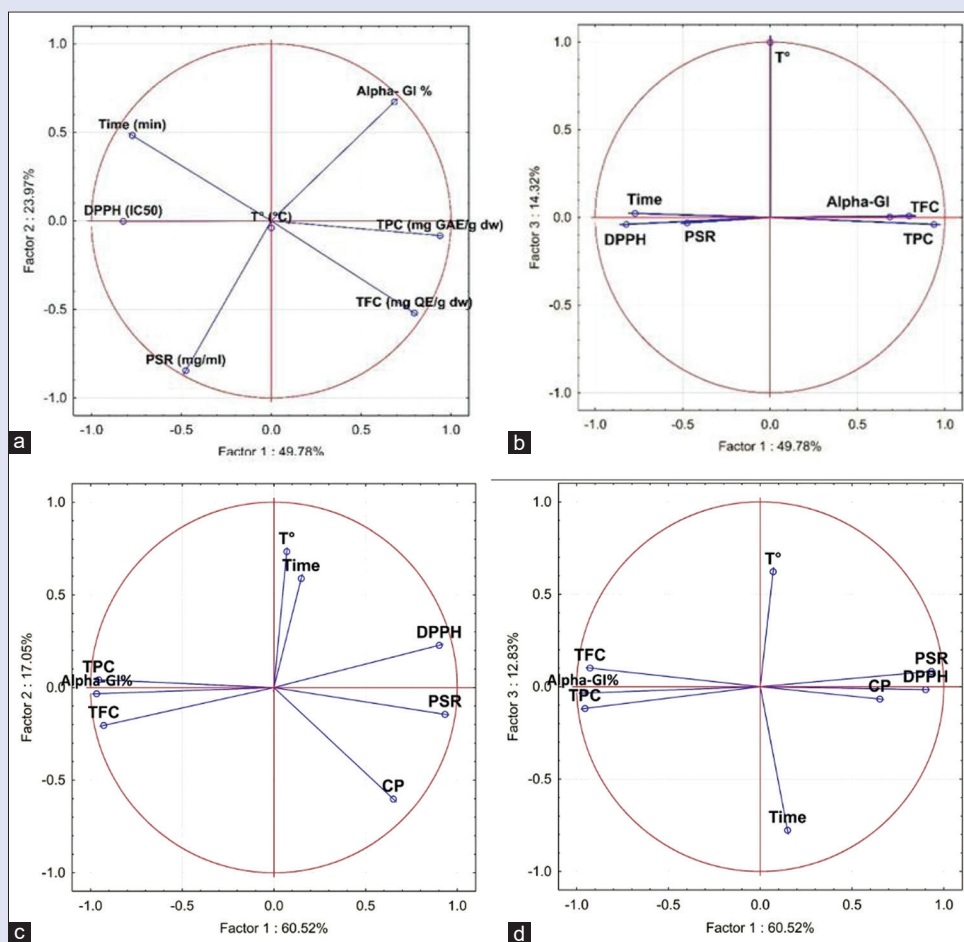 1.0
Alpha- Gl %
Time (min)
0.5
DPPH (IC50)
T° (°C)
0.0
TPC (mg GAE/g dw)
TFC (mg QE/g dw)
-0.5
PSR (mg/ml)
-1.0
Factor 2 : 23.97%
-1.0 -0.5 0.0 0.5 1.0
Factor 1 : 49.78%
a
1.0
T°
0.5
Time
Alpha-Gl
TFC
0.0
DPPH
PSR
TPC
-0.5
-1.0
Factor 3 : 14.32%
-1.0 -0.5 0.0 0.5 1.0
Factor 1 : 49.78%
b
1.0
T°
Time
0.5
DPPH
TPC
Alpha-Gl%
0.0
TFC
PSR
CP
-0.5
-1.0
Factor 2 : 17.05%
-1.0 -0.5 0.0 0.5 1.0
Factor 1 : 60.52%
c
1.0
T°
0.5
TFC
PSR
Alpha-Gl%
0.0
DPPH
TPC
CP
-0.5
Time
-1.0
Factor 3 : 12.83%
-1.0 -0.5 0.0 0.5 1.0
Factor 1 : 60.52%
d